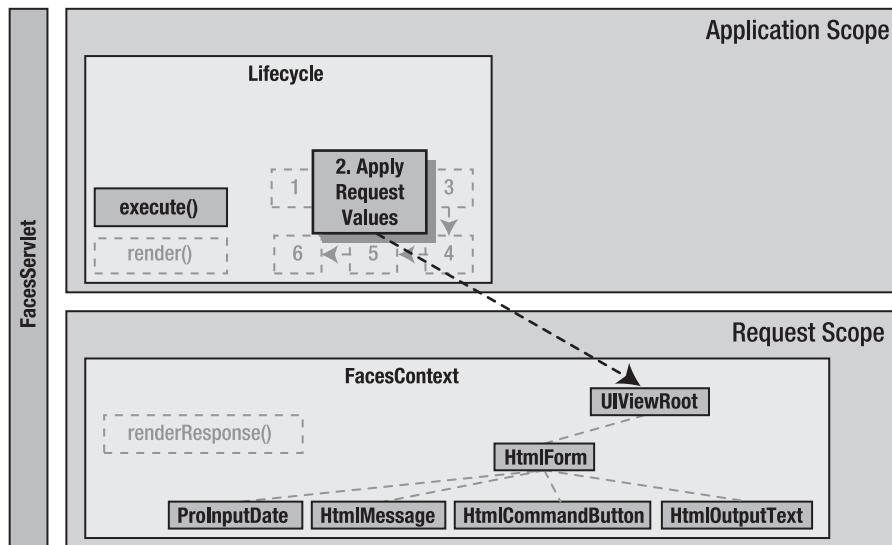 FacesServlet
Application Scope
Lifecycle
execute()
render()
1
2. Apply
Request
Values
3
6
5
4
Request Scope
FacesContext
renderResponse()
UIViewRoot
HtmlForm
ProInputDate
HtmlMessage
HtmlCommandButton
HtmlOutputText